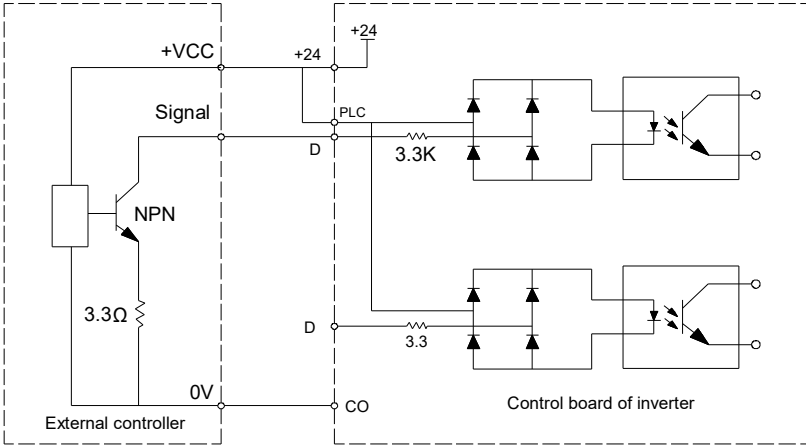 +24
+VCC
+24
Signal
PLC
D
3.3K
NPN
3.3Ω
D
3.3
0V
CO
External controller
Control board of inverter